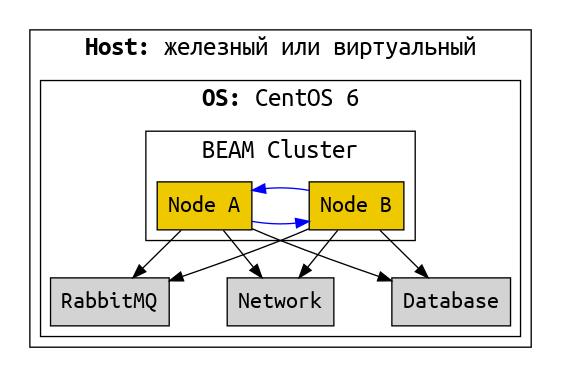 Host: железный или виртуальный
OS: CentOS 6
BEAM Cluster
Node A
Node B
RabbitMQ
Network
Database